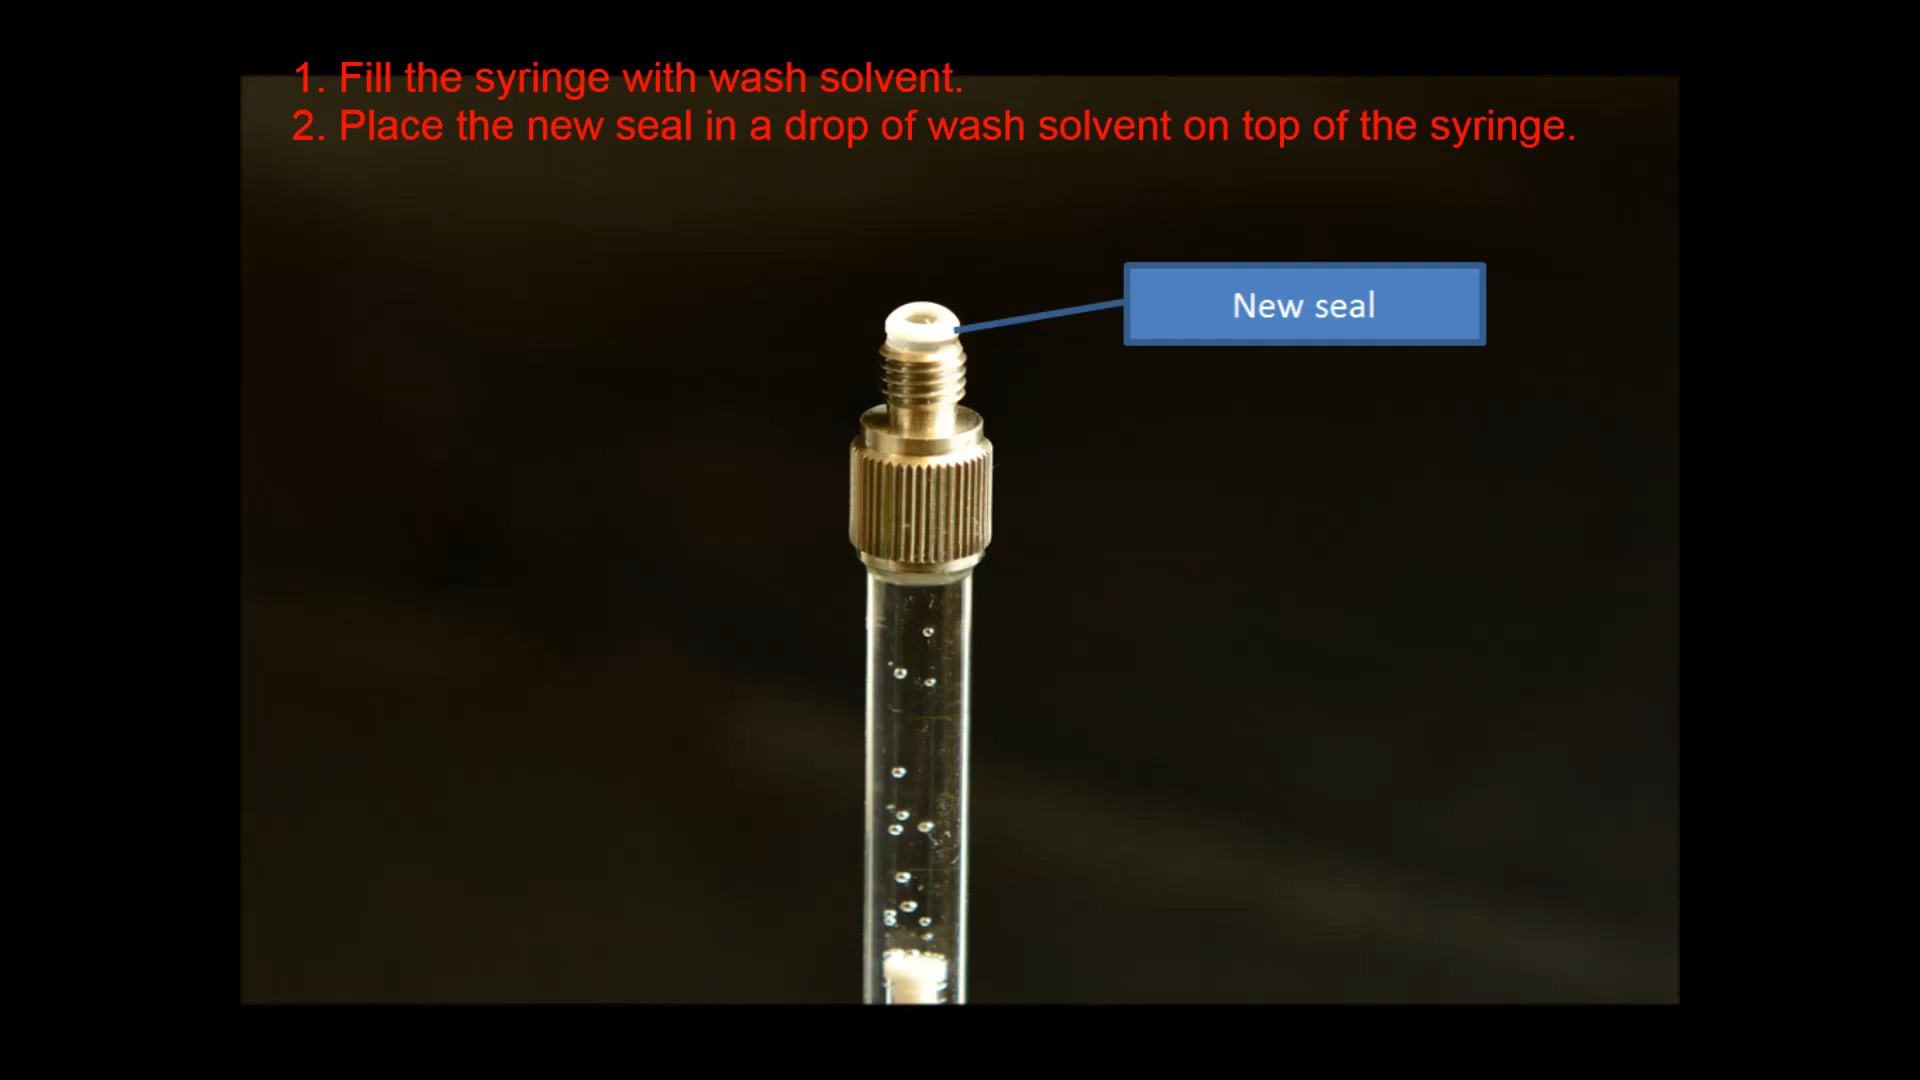 1. Fill the syringe with wash solvent.
2. Place the new seal in a drop of wash solvent on top of the syringe.
New seal